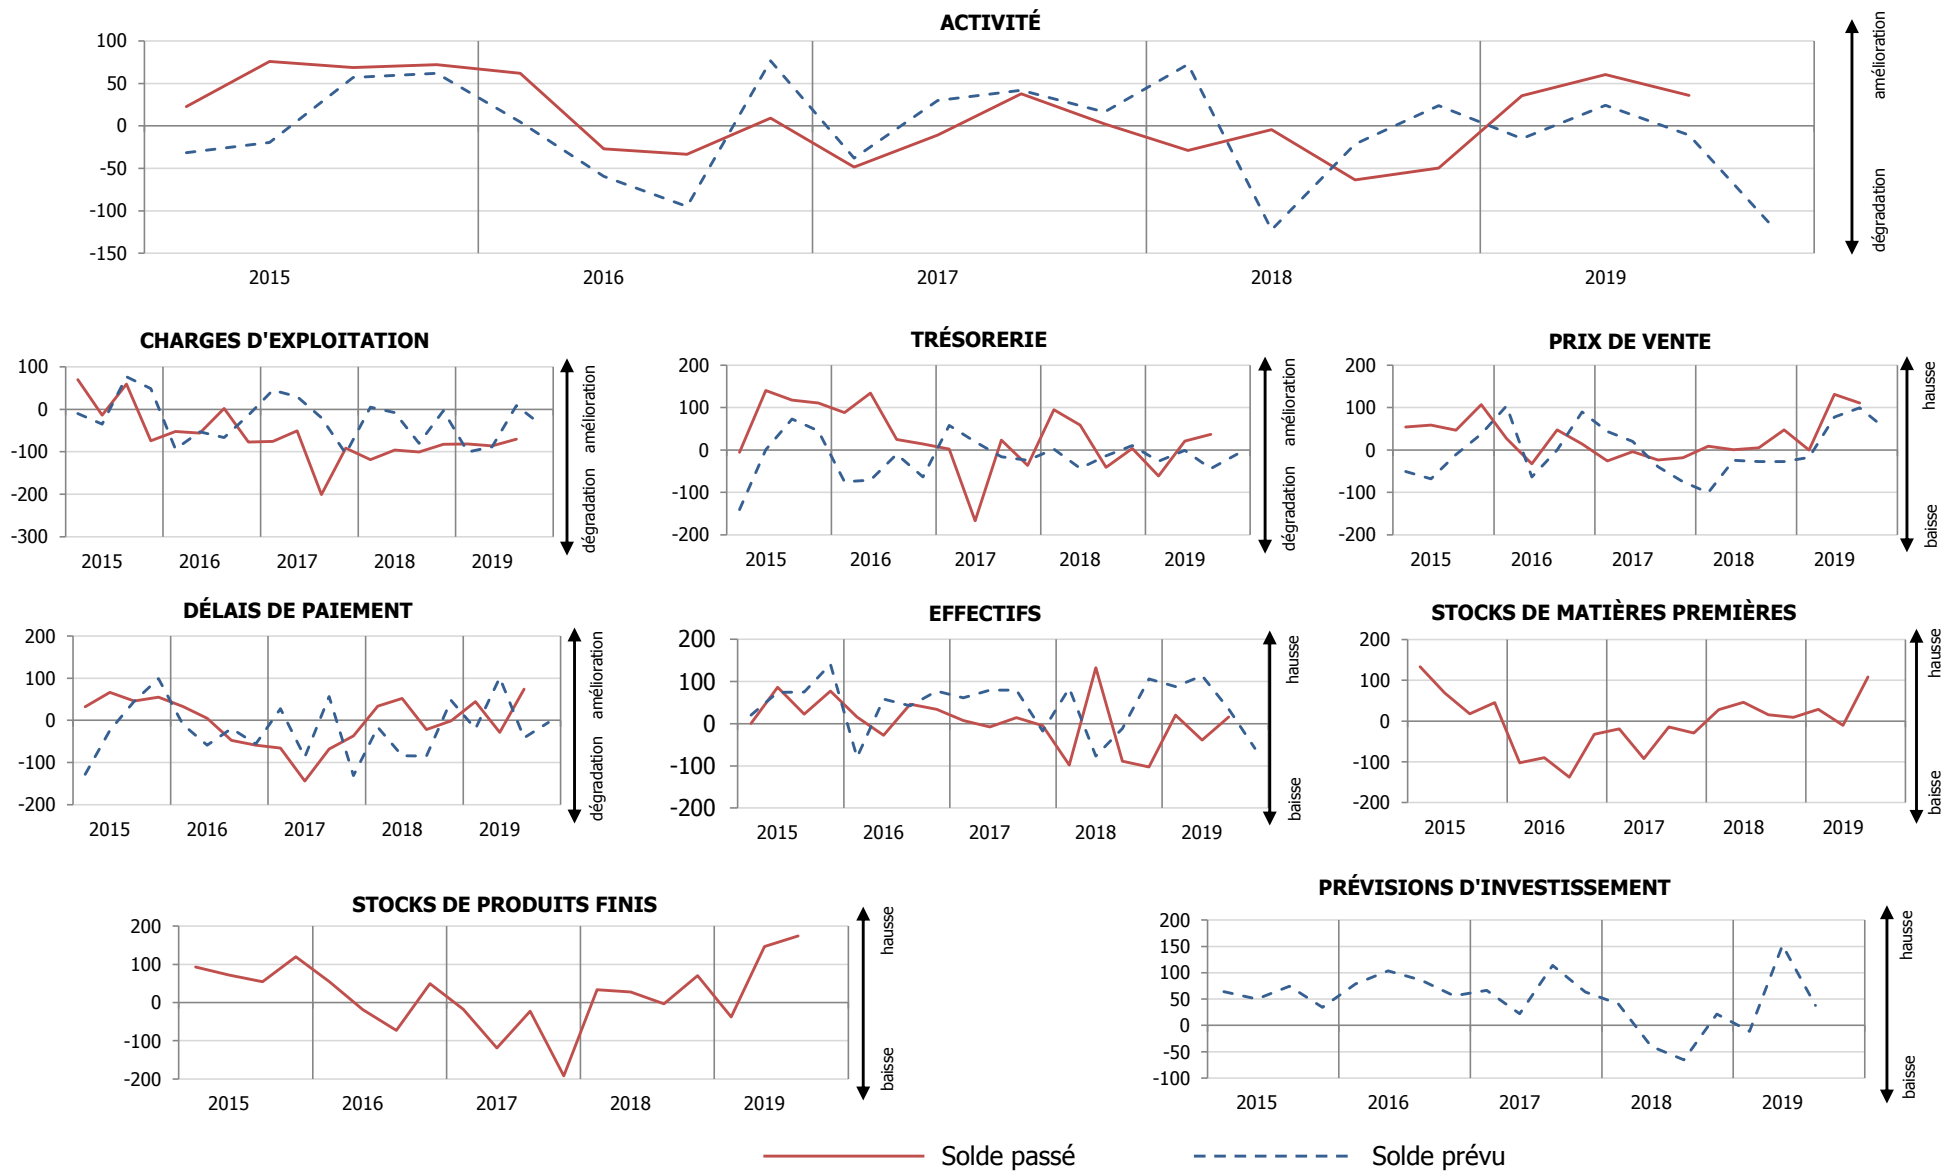 ACTIVITÉ
100
50
0
-50
-100
-150
2015 2016 2017 2018 2019
amélioration
dégradation
CHARGES D'EXPLOITATION
100
0
-100
-200
-300
2015 2016 2017 2018 2019
amélioration
dégradation
TRÉSORERIE
200
100
0
-100
-200
2015 2016 2017 2018 2019
amélioration
dégradation
PRIX DE VENTE
200
100
0
-100
-200
2015 2016 2017 2018 2019
hausse
baisse
DÉLAIS DE PAIEMENT
200
100
0
-100
-200
2015 2016 2017 2018 2019
amélioration
dégradation
EFFECTIFS
200
100
0
-100
-200
2015 2016 2017 2018 2019
hausse
baisse
STOCKS DE MATIÈRES PREMIÈRES
200
100
0
-100
-200
2015 2016 2017 2018 2019
hausse
baisse
STOCKS DE PRODUITS FINIS
200
100
0
-100
-200
2015 2016 2017 2018 2019
hausse
baisse
PRÉVISIONS D'INVESTISSEMENT
200
150
100
50
0
-50
-100
2015 2016 2017 2018 2019
hausse
baisse
Solde passé
Solde prévu